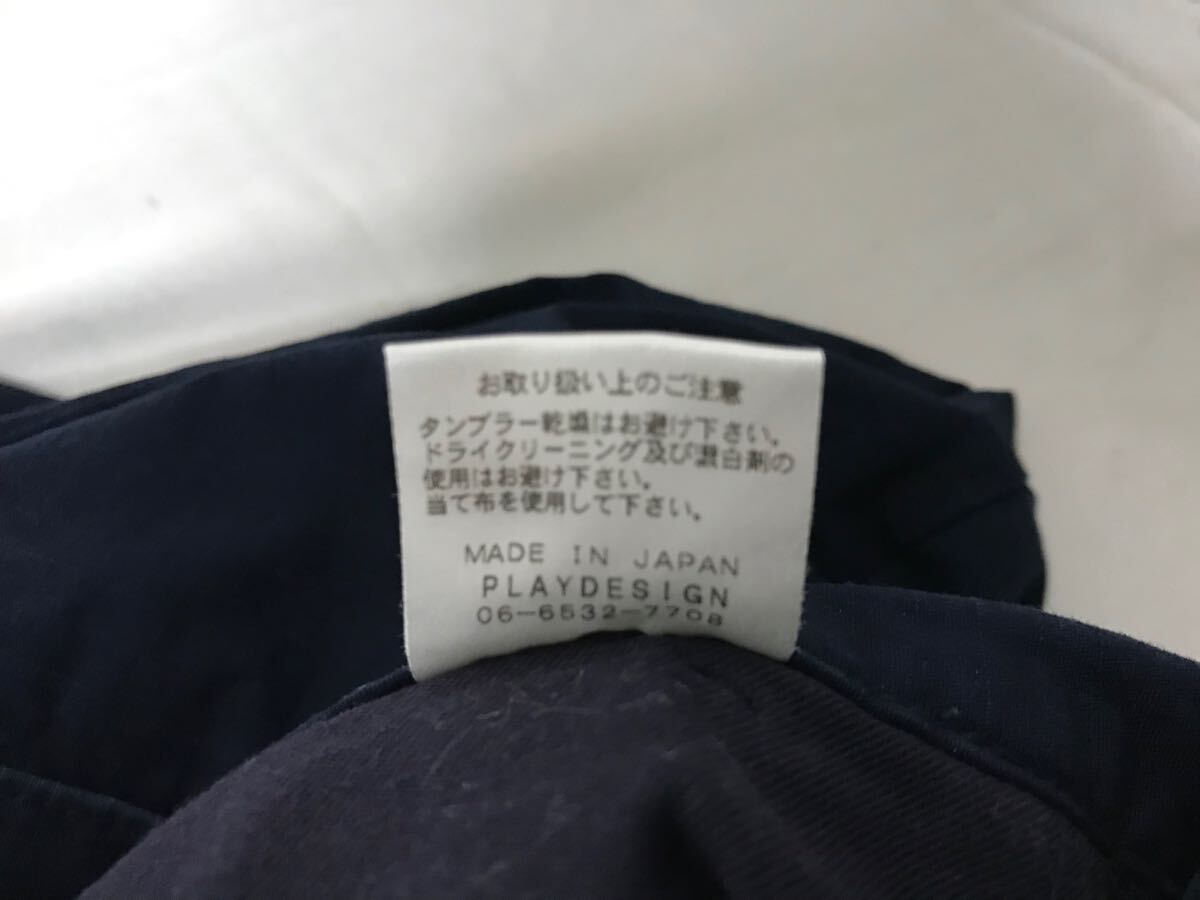 お取り扱い上のご注意
タンブラー乾燥はお避け下さい。
ドライクリーニング及び漂白剤の
使用はお避け下さい。
当て布を使用して下さい。
MADE IN JAPAN
PLAYDESIGN
06-6532-7708